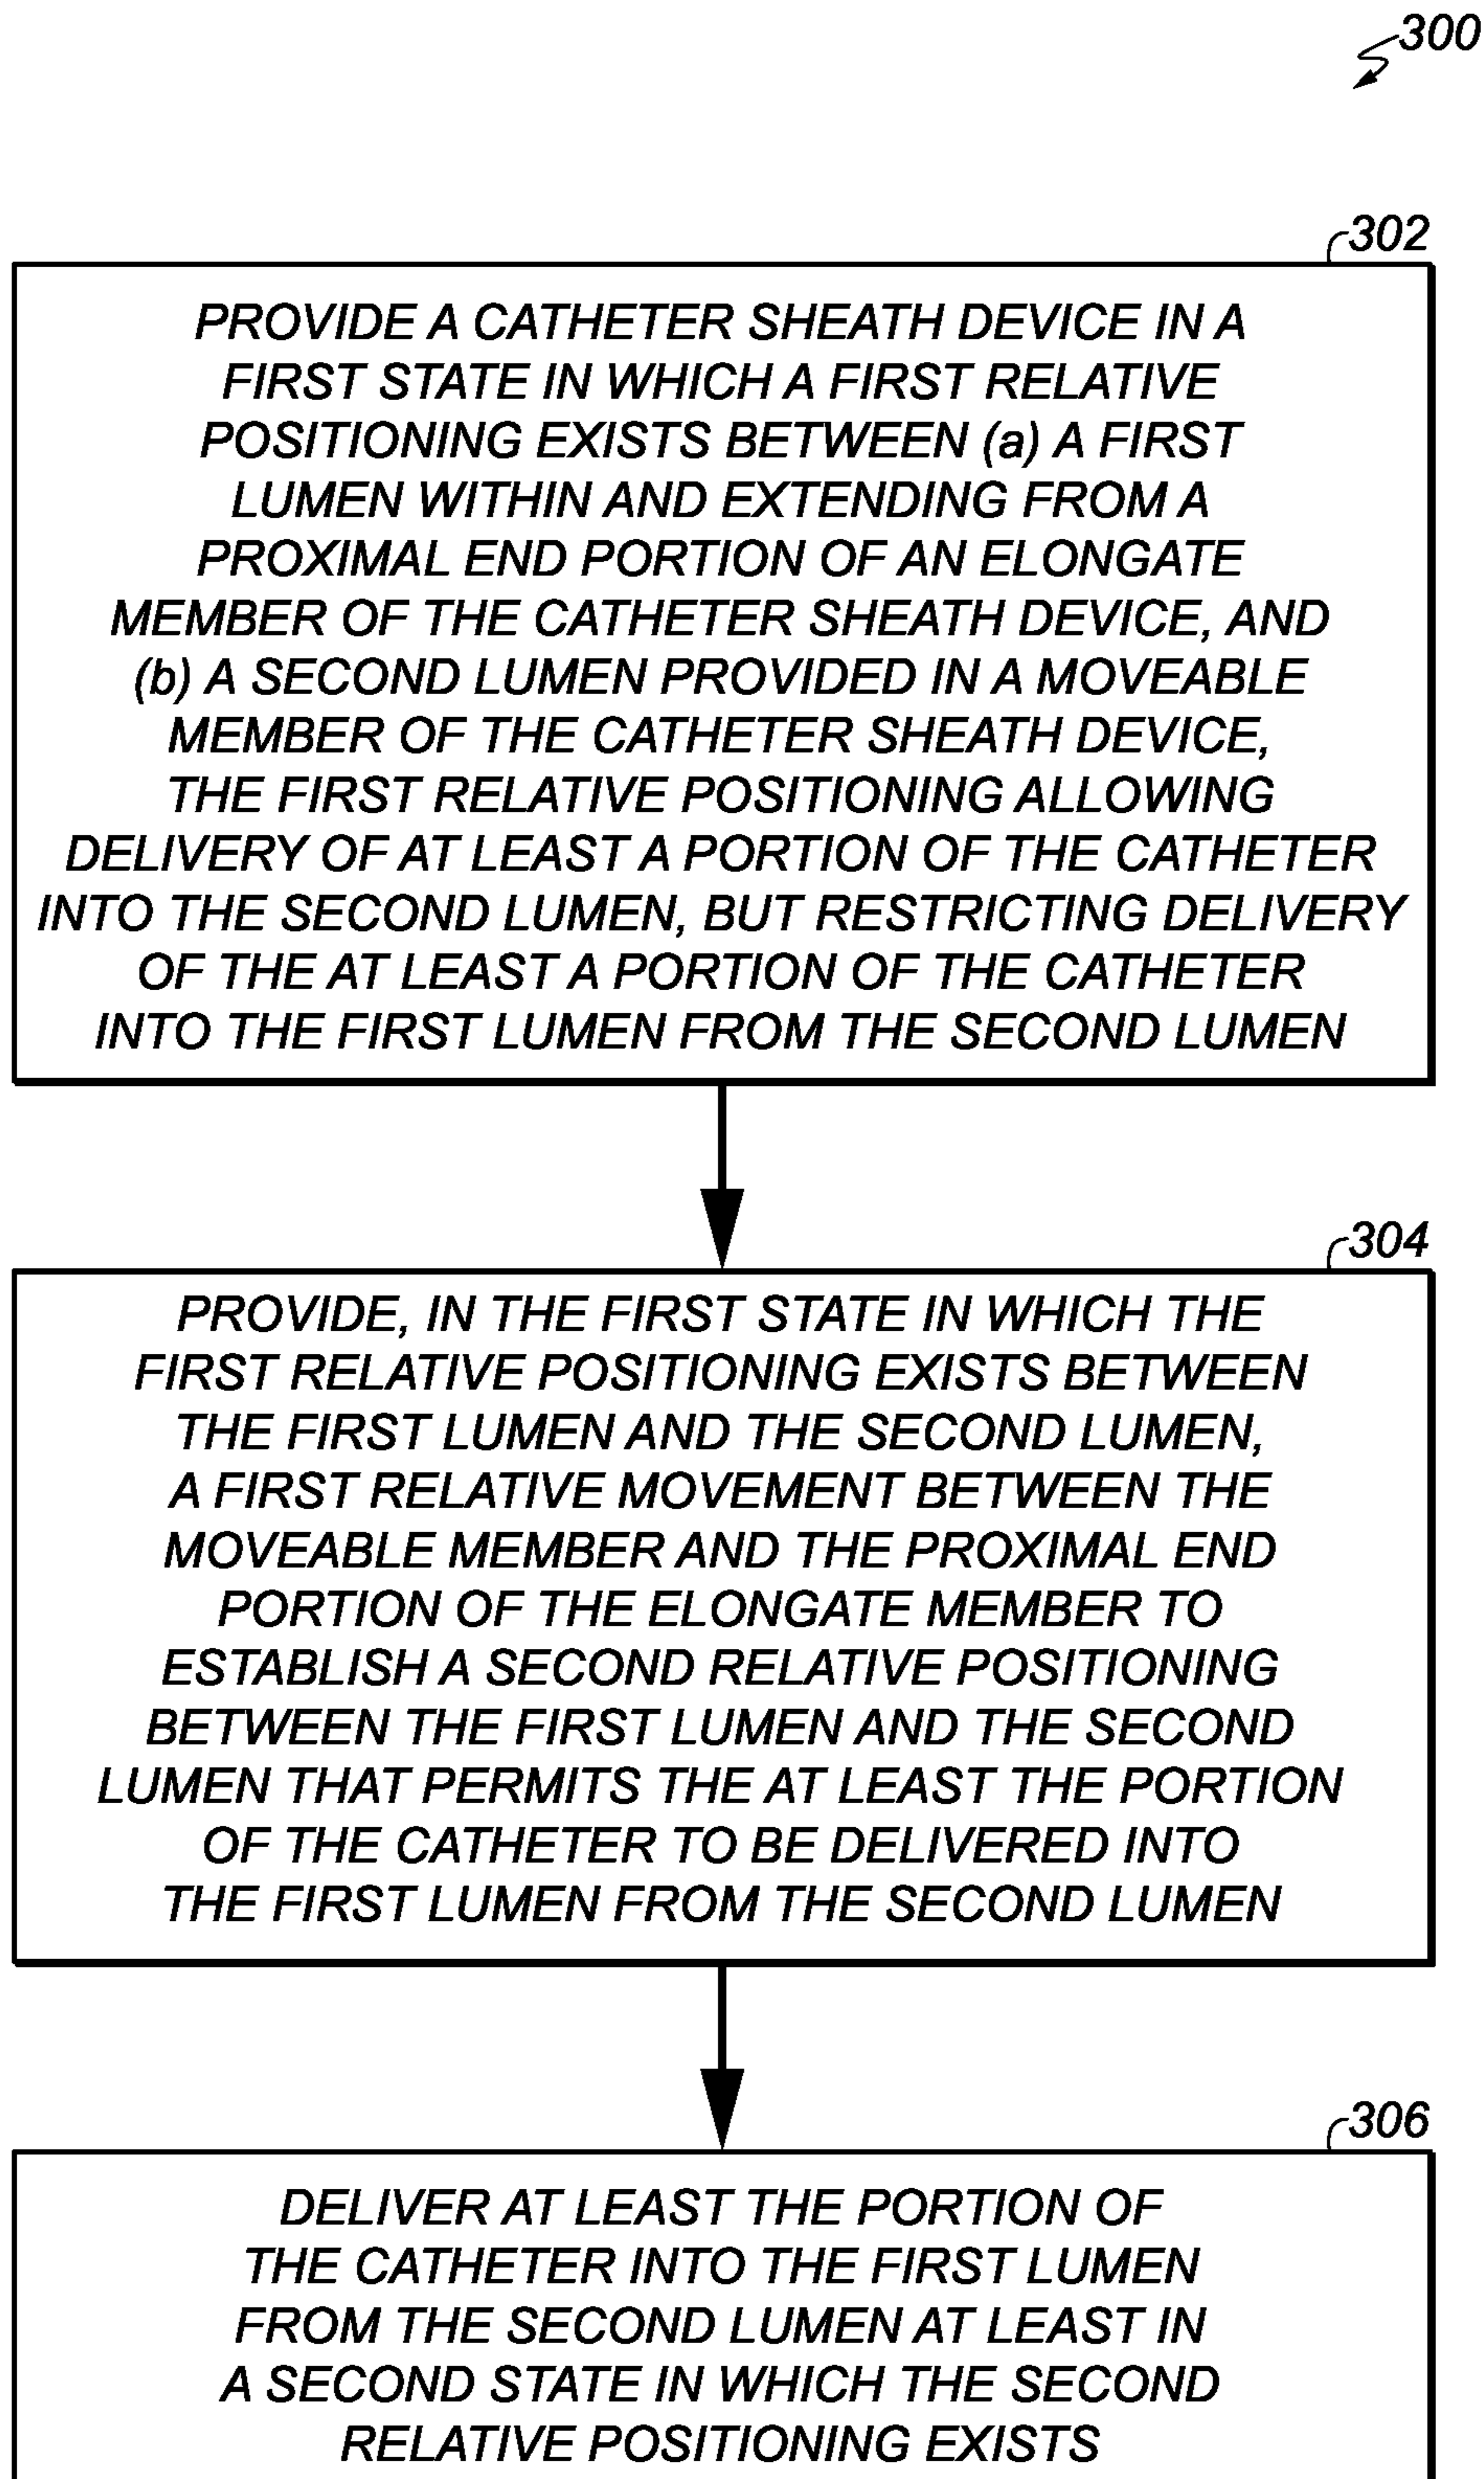 300
302
PROVIDE A CATHETER SHEATH DEVICE IN A
FIRST STATE IN WHICH A FIRST RELATIVE
POSITIONING EXISTS BETWEEN (a) A FIRST
LUMEN WITHIN AND EXTENDING FROM A
PROXIMAL END PORTION OF AN ELONGATE
MEMBER OF THE CATHETER SHEATH DEVICE, AND
(b) A SECOND LUMEN PROVIDED IN A MOVEABLE
MEMBER OF THE CATHETER SHEATH DEVICE,
THE FIRST RELATIVE POSITIONING ALLOWING
DELIVERY OF AT LEAST A PORTION OF THE CATHETER
INTO THE SECOND LUMEN, BUT RESTRICTING DELIVERY
OF THE AT LEAST A PORTION OF THE CATHETER
INTO THE FIRST LUMEN FROM THE SECOND LUMEN
304
PROVIDE, IN THE FIRST STATE IN WHICH THE
FIRST RELATIVE POSITIONING EXISTS BETWEEN
THE FIRST LUMEN AND THE SECOND LUMEN,
A FIRST RELATIVE MOVEMENT BETWEEN THE
MOVEABLE MEMBER AND THE PROXIMAL END
PORTION OF THE ELONGATE MEMBER TO
ESTABLISH A SECOND RELATIVE POSITIONING
BETWEEN THE FIRST LUMEN AND THE SECOND
LUMEN THAT PERMITS THE AT LEAST THE PORTION
OF THE CATHETER TO BE DELIVERED INTO
THE FIRST LUMEN FROM THE SECOND LUMEN
306
DELIVER AT LEAST THE PORTION OF
THE CATHETER INTO THE FIRST LUMEN
FROM THE SECOND LUMEN AT LEAST IN
A SECOND STATE IN WHICH THE SECOND
RELATIVE POSITIONING EXISTS